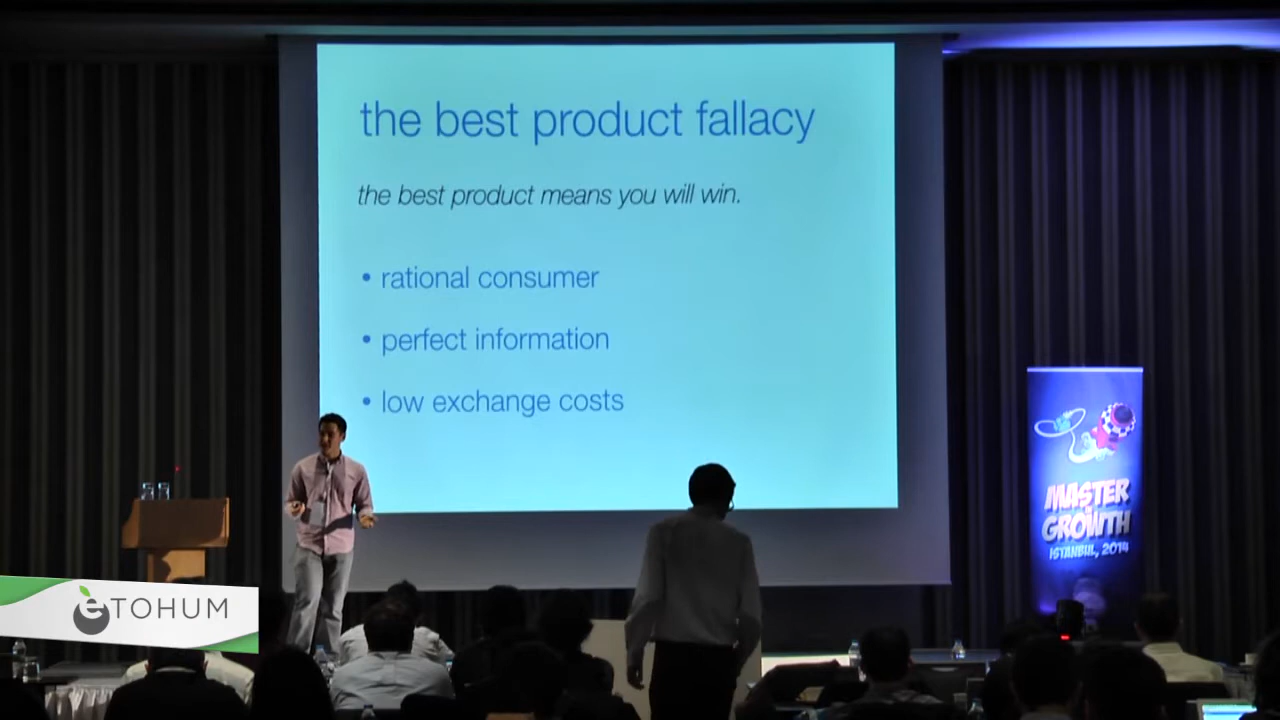 the best product fallacy
the best product means you will win.
• rational consumer
• perfect information
• low exchange costs
MASTER
GROWTH
ISTANBUL, 2014
eTOHUM